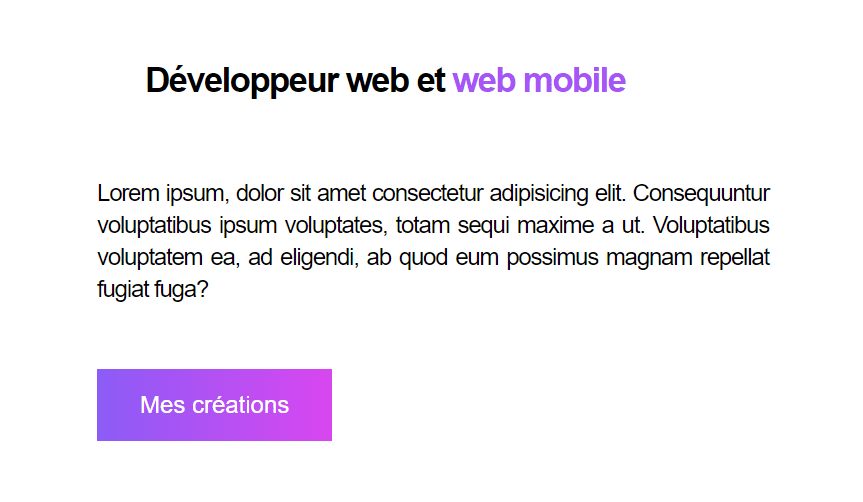 Développeur web et web mobile
Lorem ipsum, dolor sit amet consectetur adipisicing elit. Consequuntur
voluptatibus ipsum voluptates, totam sequi maxime a ut. Voluptatibus
voluptatem ea, ad eligendi, ab quod eum possimus magnam repellat
fugiat fuga?
Mes créations